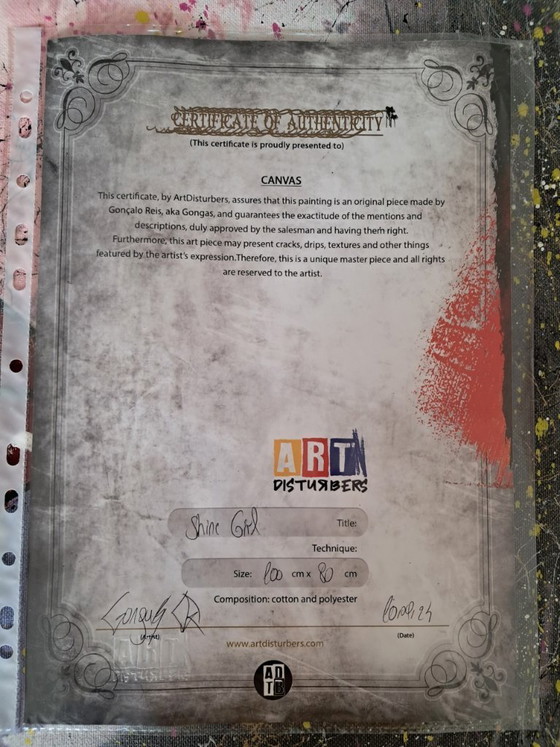 CERTIFICATE OF AUTHENTICITY
(This certificate is proudly presented to)
CANVAS
This certificate, by ArtDisturbers, assures that this painting is an original piece made by
Gonçalo Reis, aka Gongas, and guarantees the exactitude of the mentions and
descriptions, duly approved by the salesman and having them right.
Furthermore, this art piece may present cracks, drips, textures and other things
featured by the artist's expression.Therefore, this is a unique master piece and all rights
are reserved to the artist.
ART
DISTURBERS
Shine Girl Title:
Technique:
Size: 100 cm x 80 cm
Composition: cotton and polyester
(Artist)
www.artdisturbers.com
(Date)